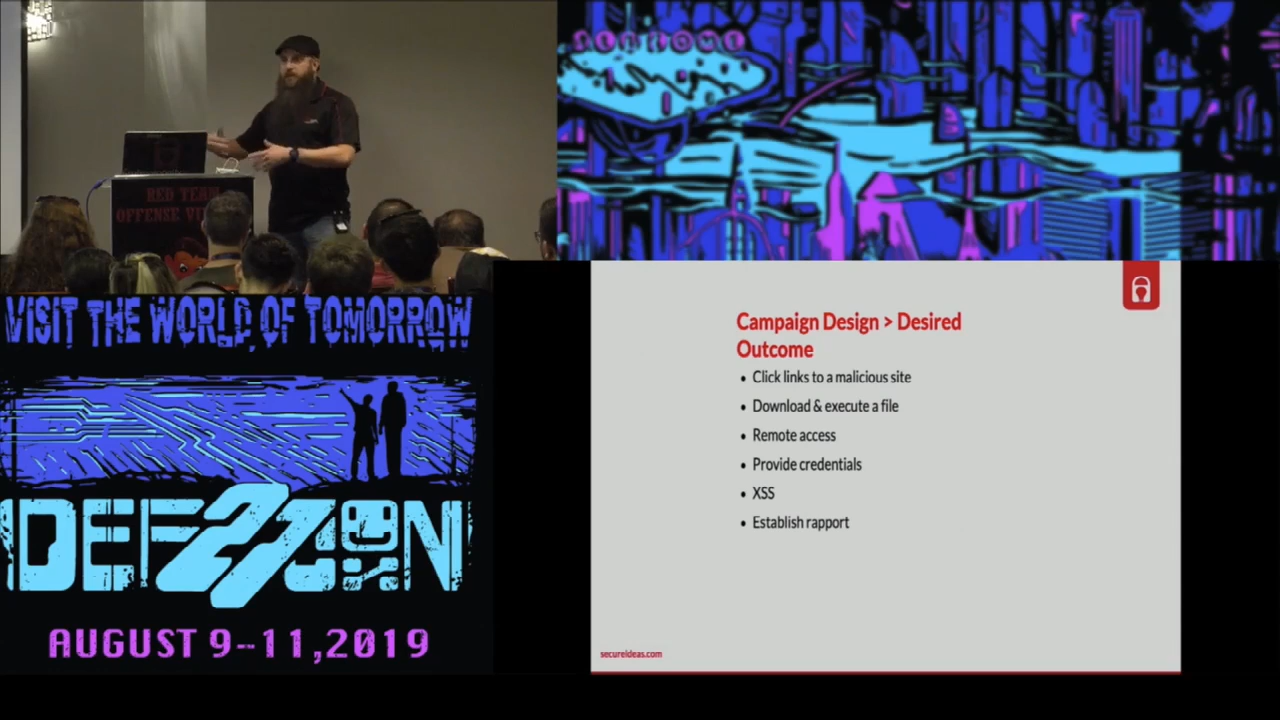 RED TEAM
OFFENSE
VISIT THE WORLD OF TOMORROW
DEF 27 CON
AUGUST 9-11,2019
Campaign Design > Desired
Outcome
• Click links to a malicious site
• Download & execute a file
• Remote access
• Provide credentials
• XSS
• Establish rapport
secureideas.com